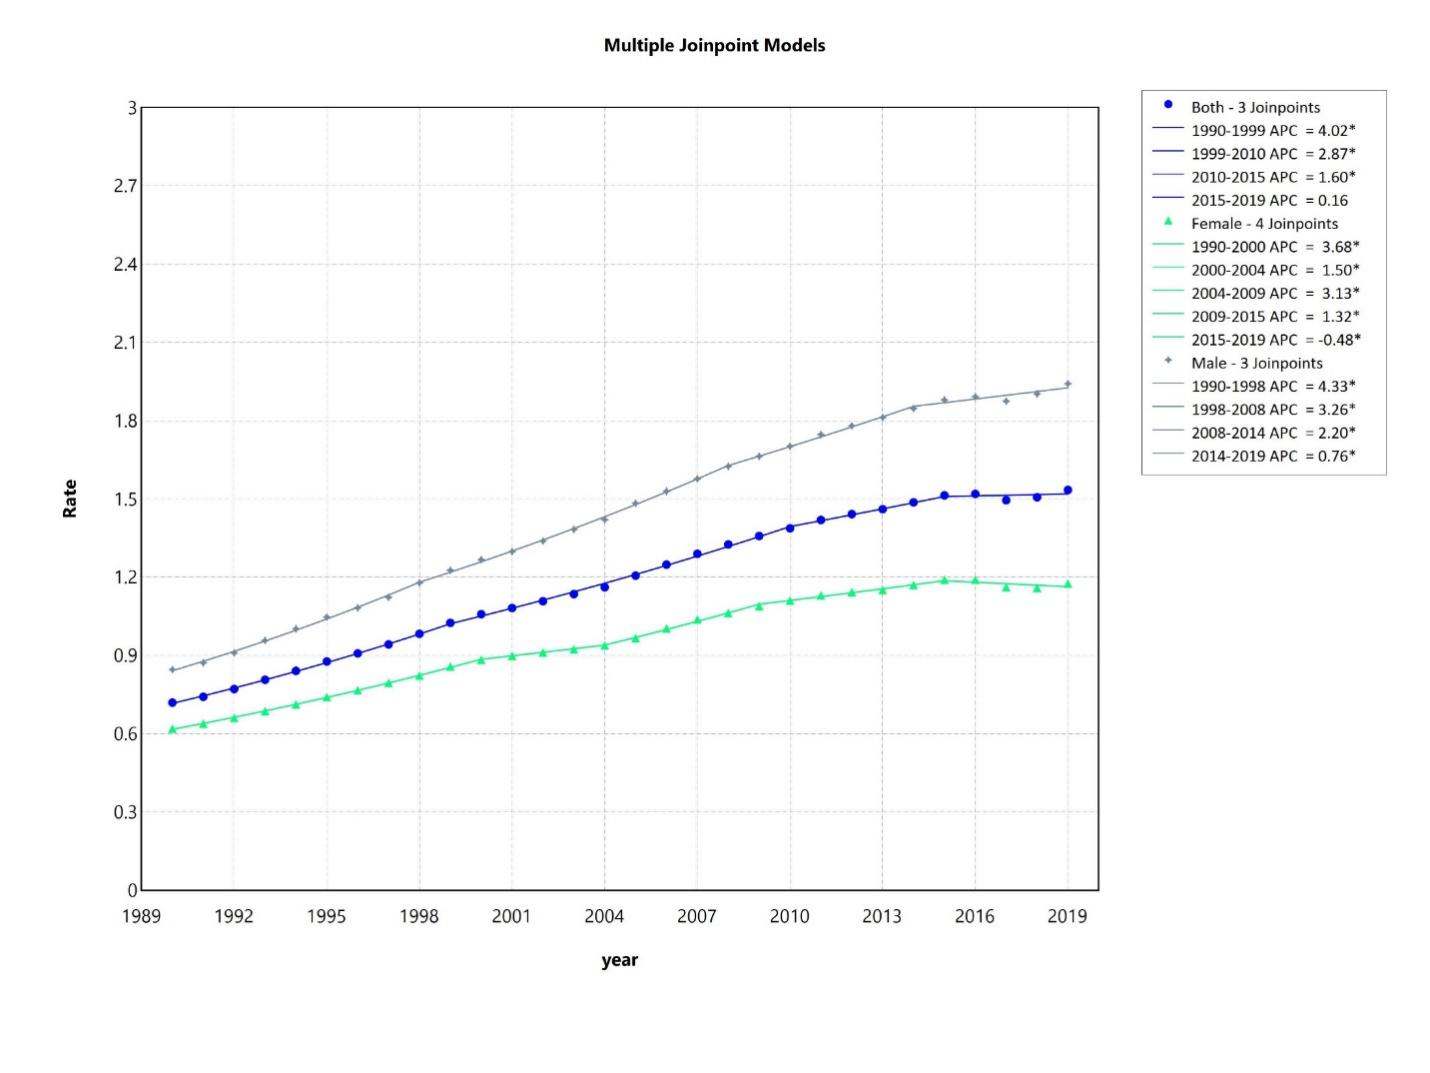 Multiple Joinpoint Models
3
2.7
2.4
2.1
1.8
1.5
1.2
0.9
0.6
0.3
0
Rate
1989 1992 1995 1998 2001 2004 2007 2010 2013 2016 2019
year
Both - 3 Joinpoints
1990-1999 APC = 4.02*
1999-2010 APC = 2.87*
2010-2015 APC = 1.60*
2015-2019 APC = 0.16
Female - 4 Joinpoints
1990-2000 APC = 3.68*
2000-2004 APC = 1.50*
2004-2009 APC = 3.13*
2009-2015 APC = 1.32*
2015-2019 APC = -0.48*
Male - 3 Joinpoints
1990-1998 APC = 4.33*
1998-2008 APC = 3.26*
2008-2014 APC = 2.20*
2014-2019 APC = 0.76*